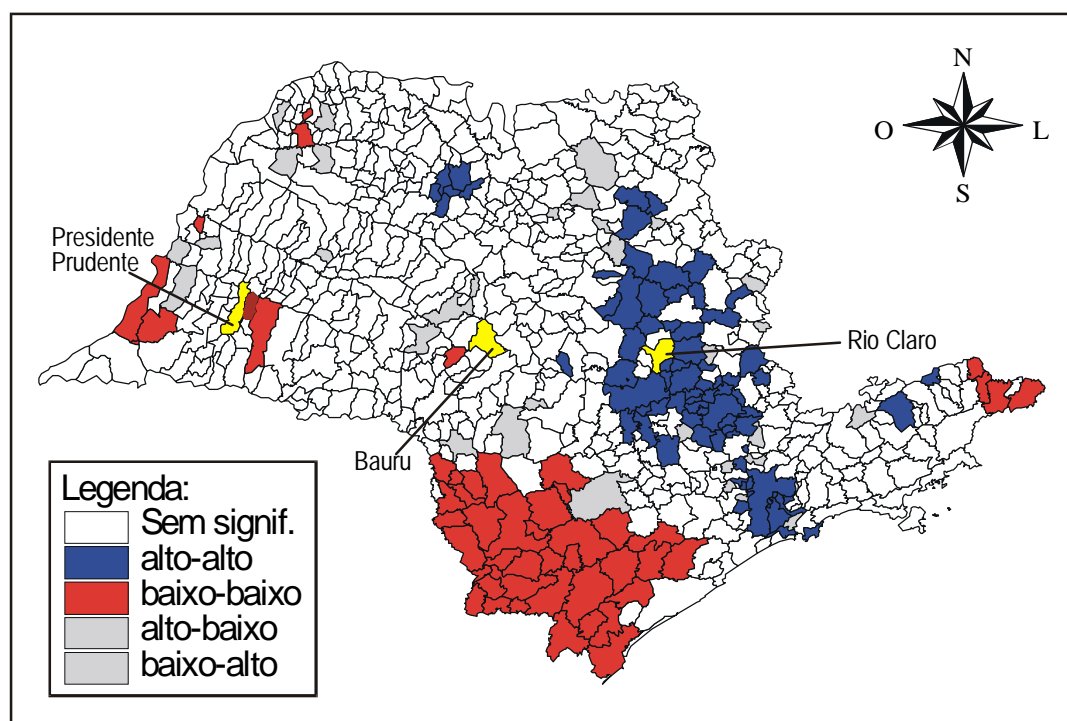 N
O
L
S
Presidente
Prudente
Rio Claro
Bauru
Legenda:
Sem signif.
alto-alto
baixo-baixo
alto-baixo
baixo-alto